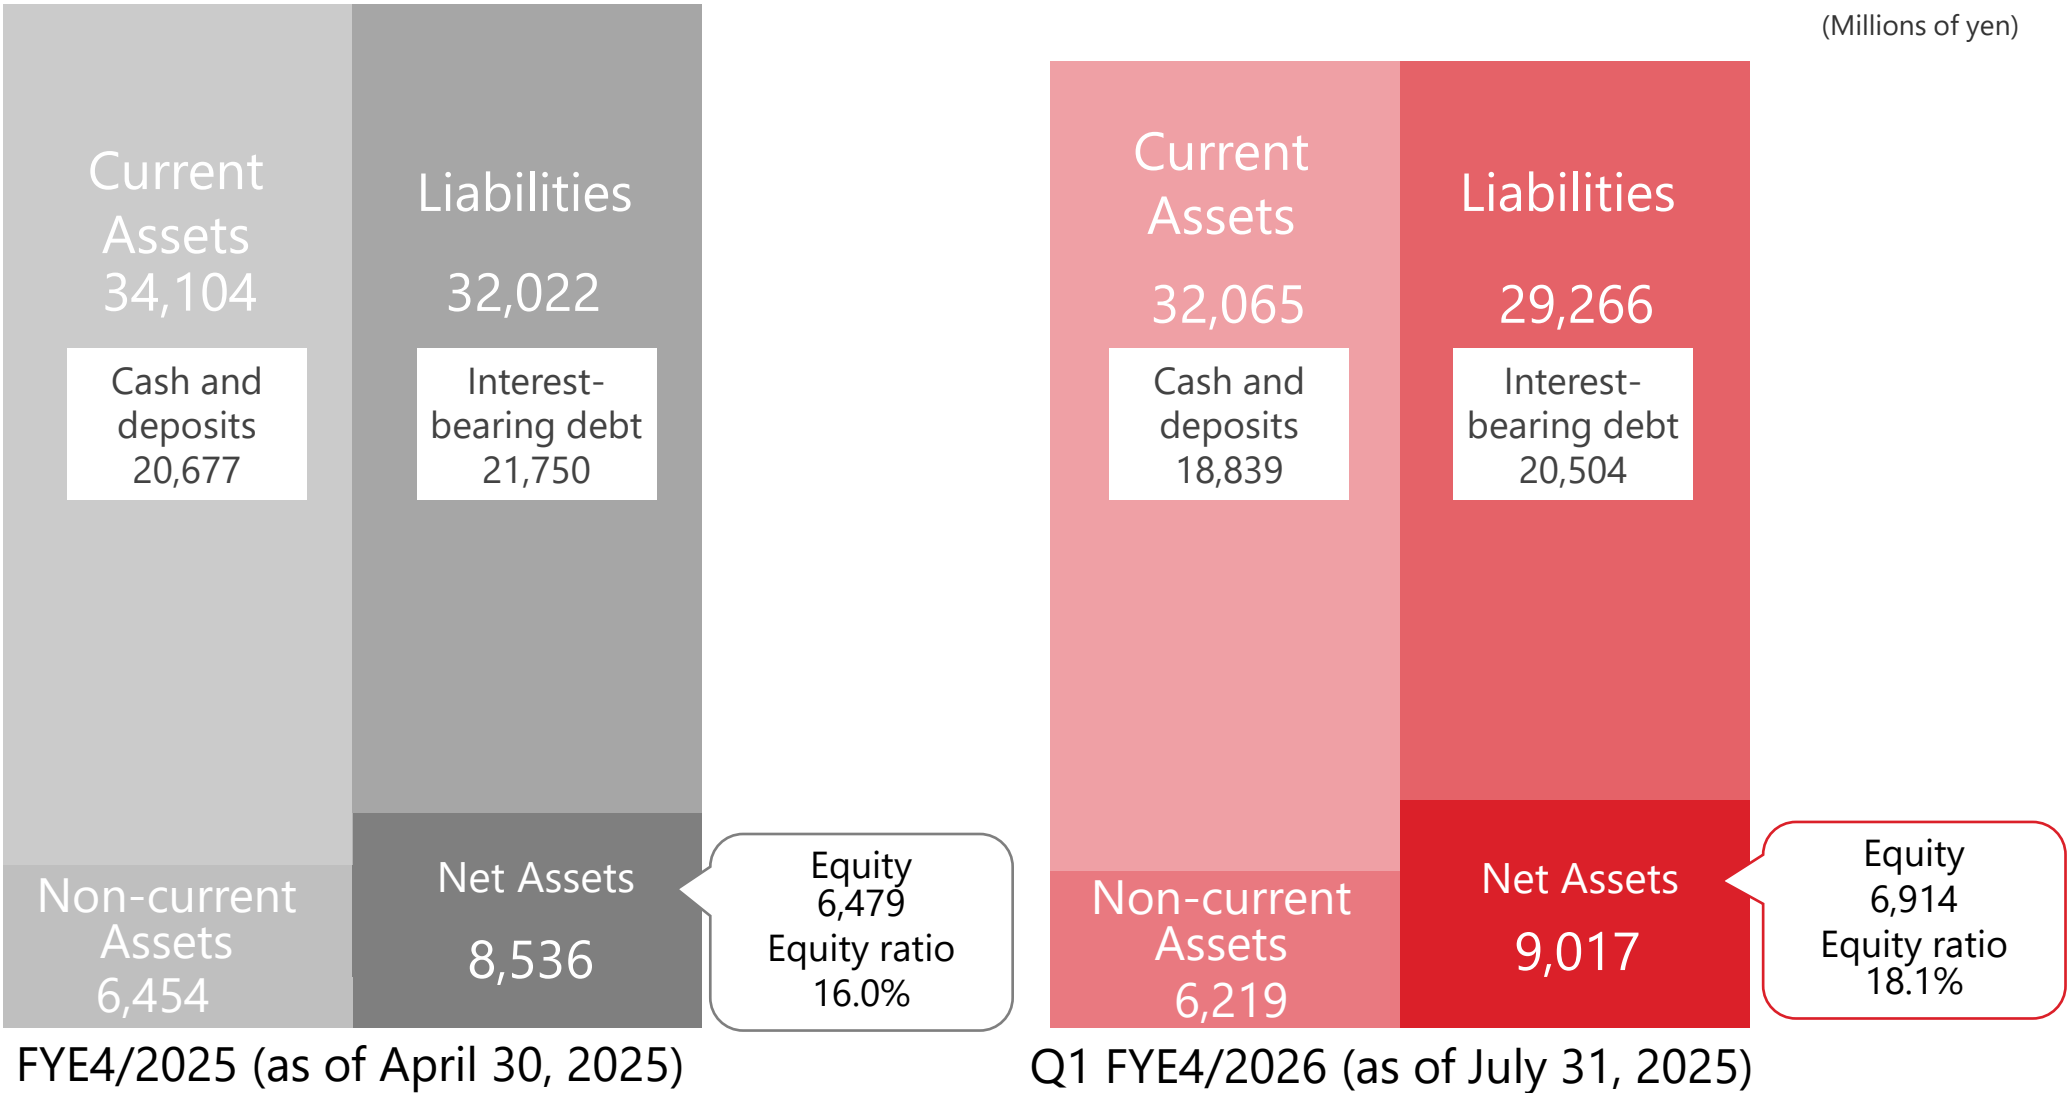 (Millions of yen)
Current
Assets
34,104
Cash and
deposits
20,677
Non-current
Assets
6,454
Liabilities
32,022
Interest-
bearing debt
21,750
Net Assets
8,536
Equity
6,479
Equity ratio
16.0%
FYE4/2025 (as of April 30, 2025)
Current
Assets
32,065
Cash and
deposits
18,839
Non-current
Assets
6,219
Liabilities
29,266
Interest-
bearing debt
20,504
Net Assets
9,017
Equity
6,914
Equity ratio
18.1%
Q1 FYE4/2026 (as of July 31, 2025)